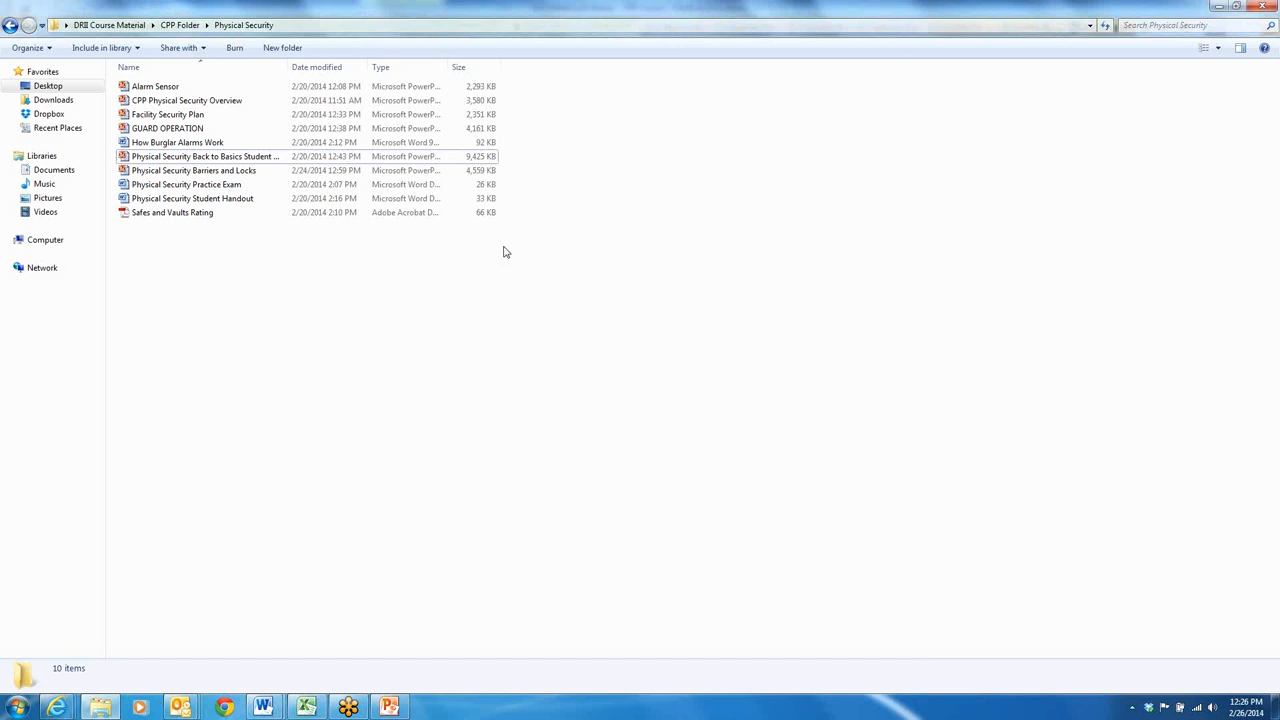 DRII Course Material CPP Folder Physical Security Search Physical Security
Organize Include in library Share with Burn New folder
Name Date modified Type Size
Favorites
Desktop
Downloads
Dropbox
Recent Places
Libraries
Documents
Music
Pictures
Videos
Computer
Network
Alarm Sensor 2/20/2014 12:08 PM Microsoft PowerP... 2,293 KB
CPP Physical Security Overview 2/20/2014 11:51 AM Microsoft PowerP... 3,580 KB
Facility Security Plan 2/20/2014 12:33 PM Microsoft PowerP... 2,351 KB
GUARD OPERATION 2/20/2014 12:38 PM Microsoft PowerP... 4,161 KB
How Burglar Alarms Work 2/20/2014 2:12 PM Microsoft Word 9... 92 KB
Physical Security Back to Basics Student ... 2/20/2014 12:43 PM Microsoft PowerP... 9,425 KB
Physical Security Barriers and Locks 2/24/2014 12:59 PM Microsoft PowerP... 4,559 KB
Physical Security Practice Exam 2/20/2014 2:07 PM Microsoft Word D... 26 KB
Physical Security Student Handout 2/20/2014 2:16 PM Microsoft Word D... 33 KB
Safes and Vaults Rating 2/20/2014 2:10 PM Adobe Acrobat D... 66 KB
10 items
12:26 PM
2/26/2014